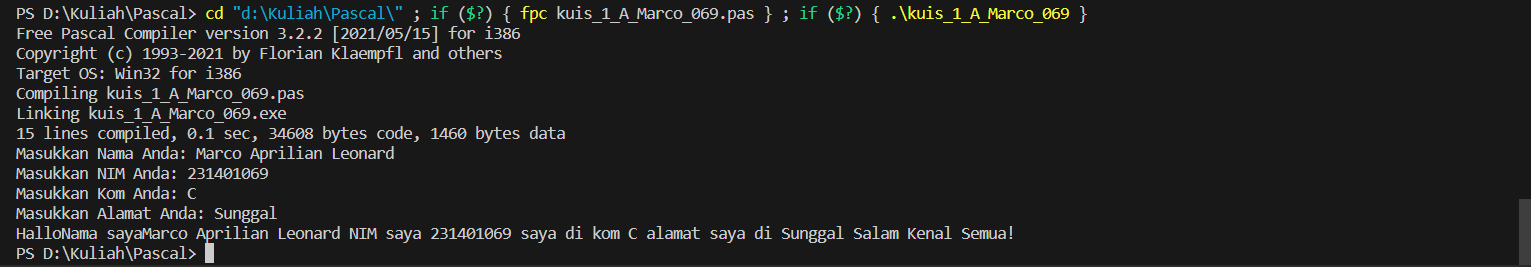 PS D:\Kuliah\Pascal> cd "d:\Kuliah\Pascal\" ; if ($?) { fpc kuis_1_A_Marco_069.pas } ; if ($?) { .\kuis_1_A_Marco_069 }
Free Pascal Compiler version 3.2.2 [2021/05/15] for i386
Copyright (c) 1993-2021 by Florian Klaempfl and others
Target OS: Win32 for i386
Compiling kuis_1_A_Marco_069.pas
Linking kuis_1_A_Marco_069.exe
15 lines compiled, 0.1 sec, 34608 bytes code, 1460 bytes data
Masukkan Nama Anda: Marco Aprilian Leonard
Masukkan NIM Anda: 231401069
Masukkan Kom Anda: C
Masukkan Alamat Anda: Sunggal
HalloNama sayaMarco Aprilian Leonard NIM saya 231401069 saya di kom C alamat saya di Sunggal Salam Kenal Semua!
PS D:\Kuliah\Pascal>